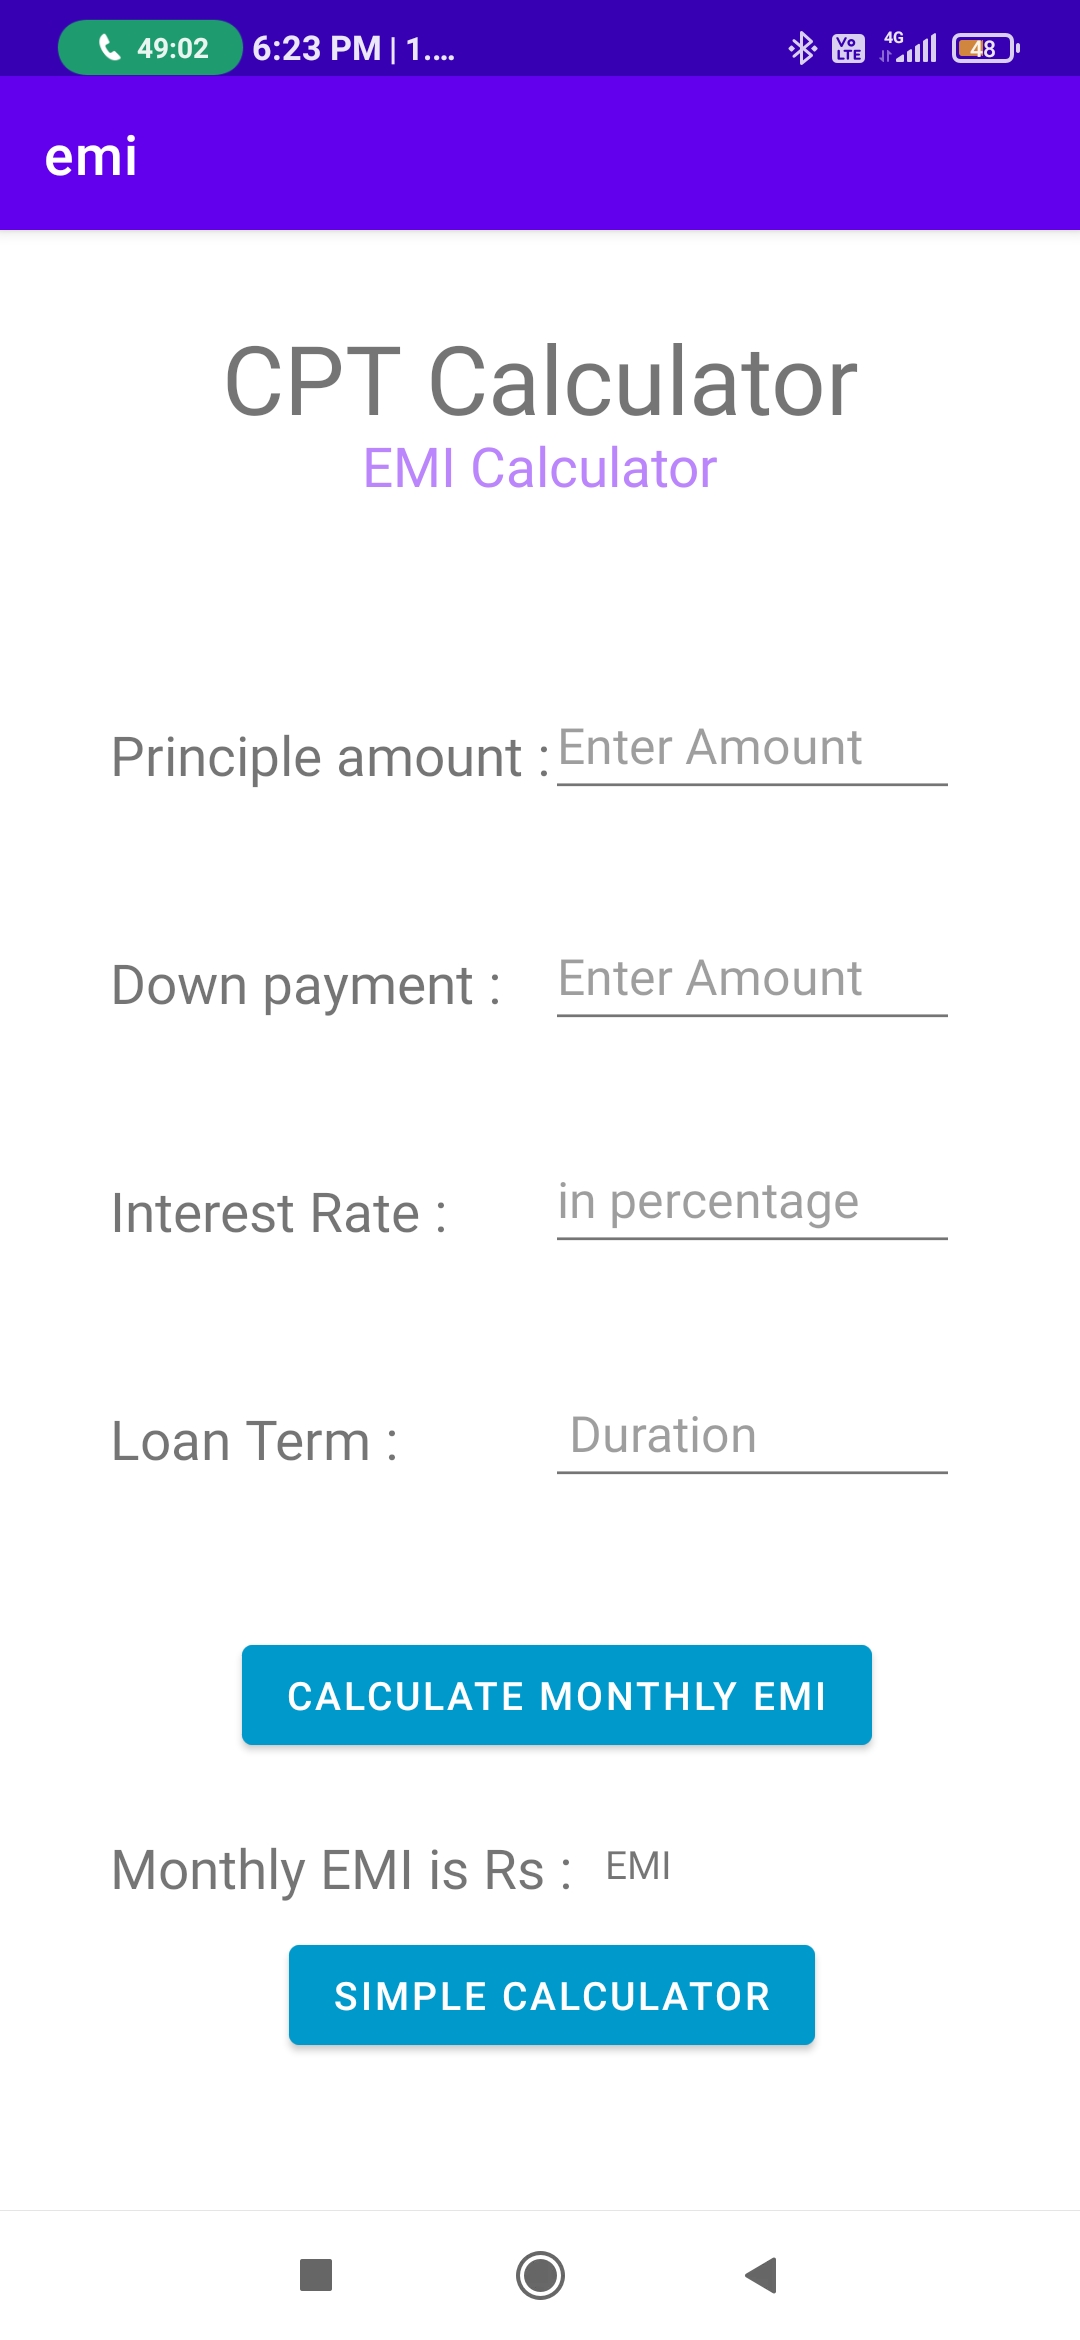 49:02 6:23 PM | 1.... Vo LTE 4G 48
emi
CPT Calculator
EMI Calculator
Principle amount : Enter Amount
Down payment : Enter Amount
Interest Rate : in percentage
Loan Term : Duration
CALCULATE MONTHLY EMI
Monthly EMI is Rs : EMI
SIMPLE CALCULATOR